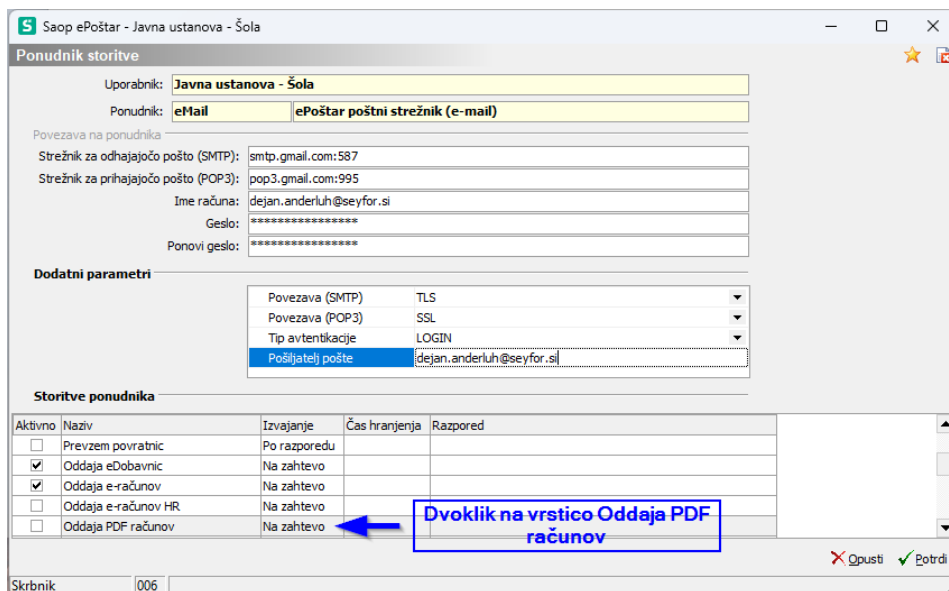 S Saop ePoštar - Javna ustanova - Šola
Ponudnik storitve
Uporabnik: Javna ustanova - Šola
Ponudnik: eMail ePoštar poštni strežnik (e-mail)
Povezava na ponudnika
Strežnik za odhajajočo pošto (SMTP): smtp.gmail.com:587
Strežnik za prihajajočo pošto (POP3): pop3.gmail.com:995
Ime računa: dejan.anderluh@seyfor.si
Geslo: ****************
Ponovi geslo: ****************
Dodatni parametri
Povezava (SMTP) TLS
Povezava (POP3) SSL
Tip avtentikacije LOGIN
Pošiljatelj pošte dejan.anderluh@seyfor.si
Storitve ponudnika
Aktivno Naziv Izvajanje Čas hranjenja Razpored
Prevzem povratnic Po razporedu
Oddaja eDobavnic Na zahtevo
Oddaja e-računov Na zahtevo
Oddaja e-računov HR Na zahtevo
Oddaja PDF računov Na zahtevo
Dvoklik na vrstico Oddaja PDF
računov
Opusti Potrdi
Skrbnik 006